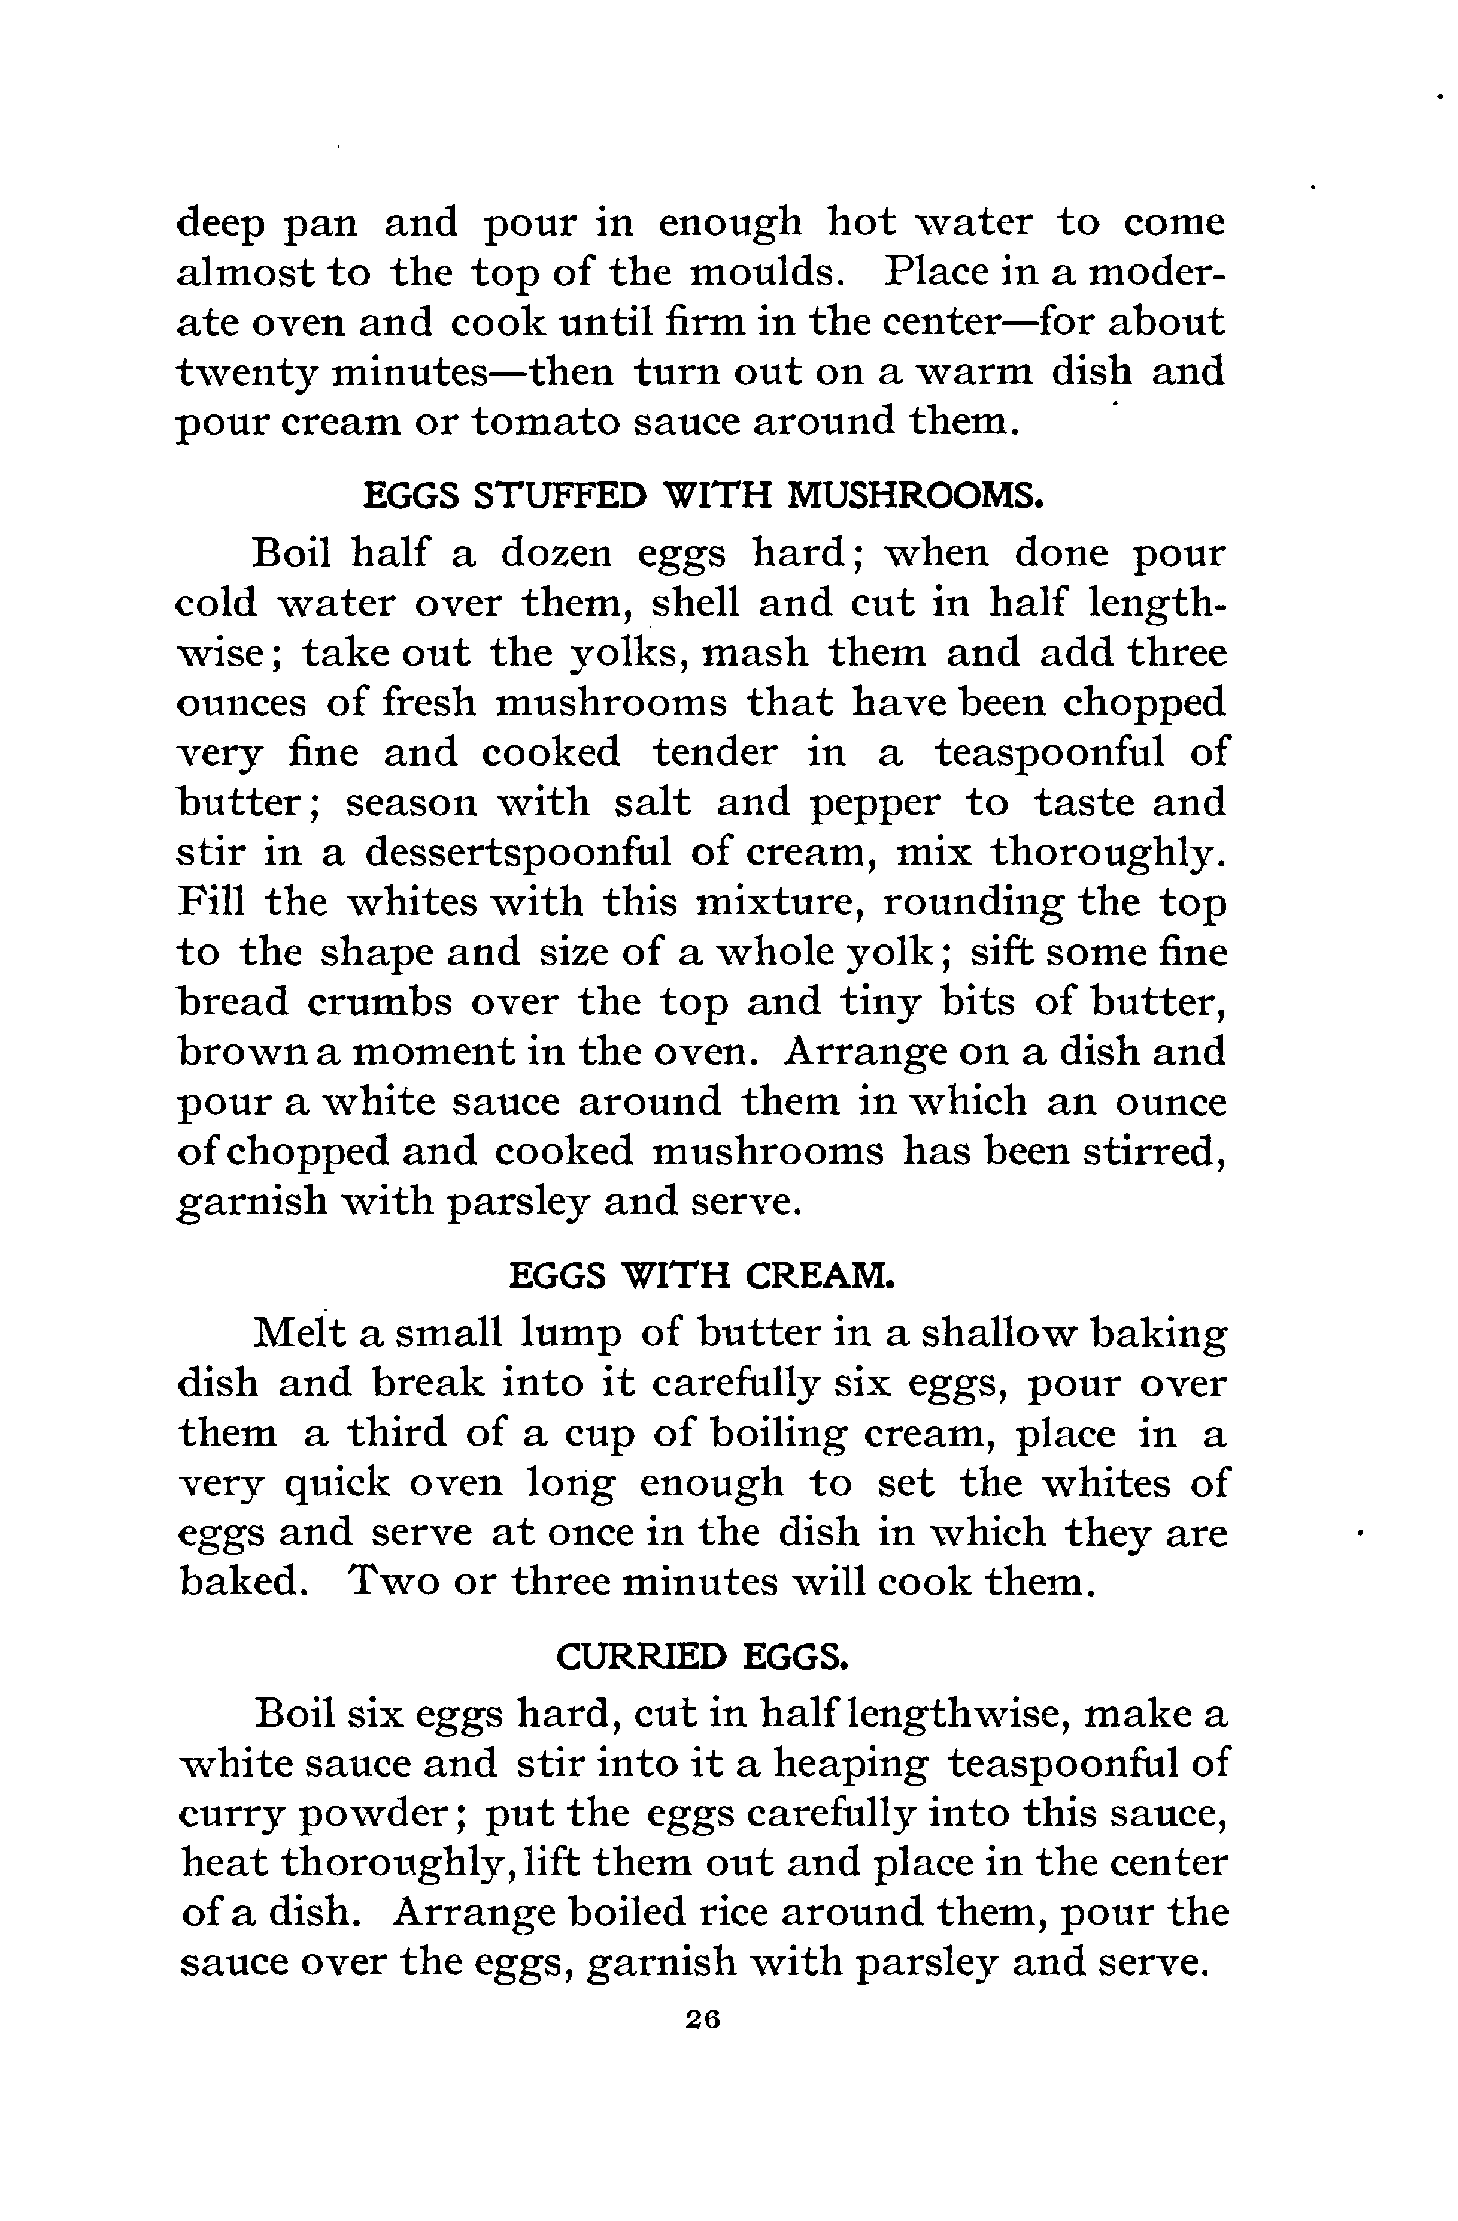 deep pan and pour in enough hot water to come
almost to the top of the moulds. Place in a moder-
ate oven and cook until firm in the center—for about
twenty minutes—then turn out on a warm dish and
pour cream or tomato sauce around them.
EGGS STUFFED WITH MUSHROOMS.
Boil half a dozen eggs hard; when done pour
cold water over them, shell and cut in half length-
wise; take out the yolks, mash them and add three
ounces of fresh mushrooms that have been chopped
very fine and cooked tender in a teaspoonful of
butter; season with salt and pepper to taste and
stir in a dessertspoonful of cream, mix thoroughly.
Fill the whites with this mixture, rounding the top
to the shape and size of a whole yolk; sift some fine
bread crumbs over the top and tiny bits of butter,
brown a moment in the oven. Arrange on a dish and
pour a white sauce around them in which an ounce
of chopped and cooked mushrooms has been stirred,
garnish with parsley and serve.
EGGS WITH CREAM.
Melt a small lump of butter in a shallow baking
dish and break into it carefully six eggs, pour over
them a third of a cup of boiling cream, place in a
very quick oven long enough to set the whites of
eggs and serve at once in the dish in which they are
baked. Two or three minutes will cook them.
CURRIED EGGS.
Boil six eggs hard, cut in half lengthwise, make a
white sauce and stir into it a heaping teaspoonful of
curry powder; put the eggs carefully into this sauce,
heat thoroughly, lift them out and place in the center
of a dish. Arrange boiled rice around them, pour the
sauce over the eggs, garnish with parsley and serve.
26